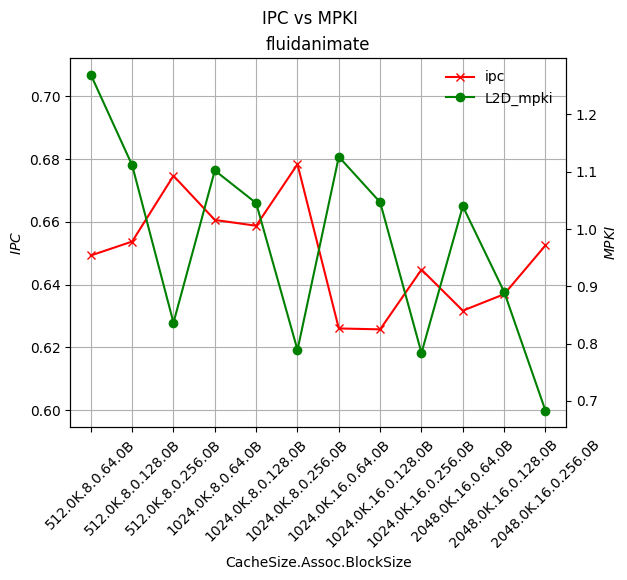 IPC vs MPKI
fluidanimate
ipc
L2D_mpki
0.70
0.68
0.66
0.64
0.62
0.60
IPC
1.2
1.1
1.0
0.9
0.8
0.7
MPKI
512.0K.8.0.64.0B
512.0K.8.0.128.0B
512.0K.8.0.256.0B
1024.0K.8.0.64.0B
1024.0K.8.0.128.0B
1024.0K.8.0.256.0B
1024.0K.16.0.64.0B
1024.0K.16.0.128.0B
1024.0K.16.0.256.0B
2048.0K.16.0.64.0B
2048.0K.16.0.128.0B
2048.0K.16.0.256.0B
CacheSize.Assoc.BlockSize